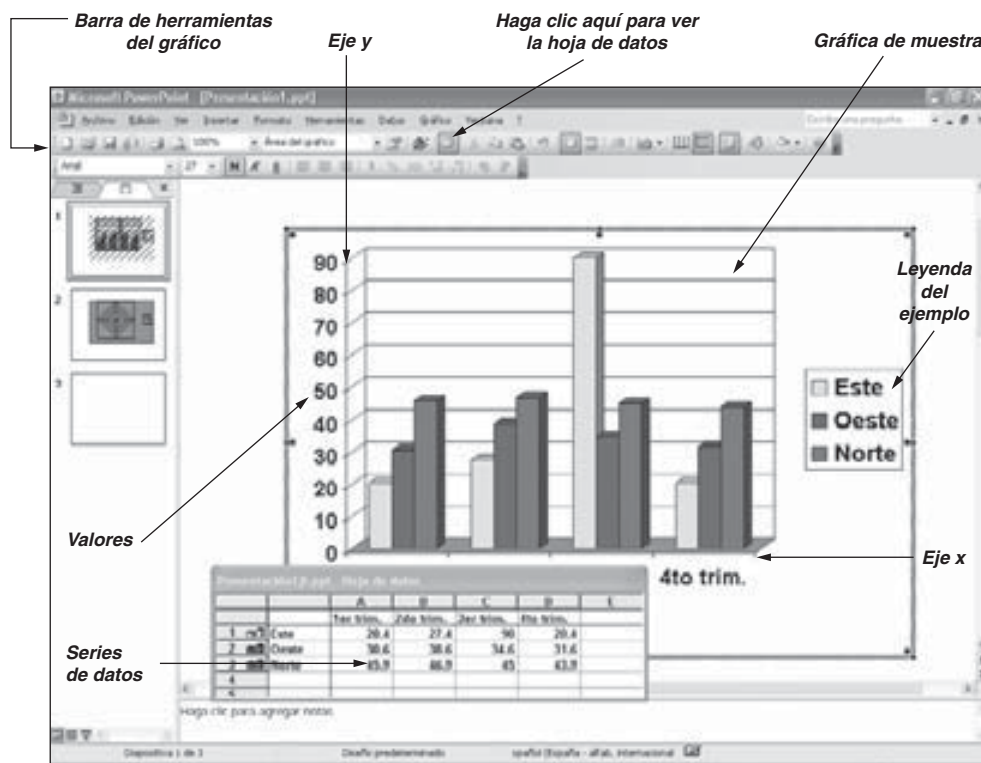 Barra de herramientas
del gráfico
Eje y
Haga clic aquí para ver
la hoja de datos
Gráfica de muestra
Microsoft PowerPoint - [Presentación1.ppt]
Archivo Edición Ver Insertar Formato Herramientas Datos Gráfico Ventana ?
100% Área del gráfico
Arial 27 N K S
1
2
3
90
80
70
60
50
40
30
20
10
0
Leyenda
del
ejemplo
Este
Oeste
Norte
Valores
Eje x
4to trim.
Hoja de datos
A B C D E
1er trim. 2do trim. 3er trim. 4to trim.
1 Este 20.4 27.4 90 20.4
2 Oeste 30.6 38.6 34.6 31.6
3 Norte 45.9 46.9 45 43.9
4
5
Series
de datos
Haga clic para agregar notas
Diapositiva 1 de 3 Diseño predeterminado español (España - alfab. internacional